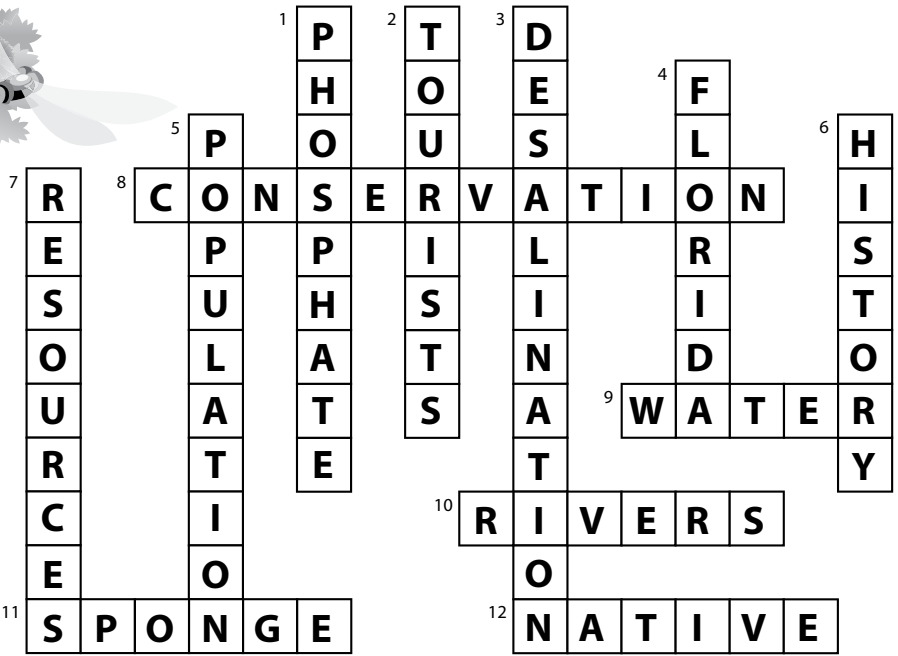 1 P 2 T 3 D
H O E 4 F
5 P O U S L 6 H
7 R 8 C O N S E R V A T I O N I
E P P I L R S
S U H S I I T
O L A T N D O
U A T S A 9 W A T E R
R T E T Y
C I 10 R I V E R S
E O O
11 S P O N G E 12 N A T I V E